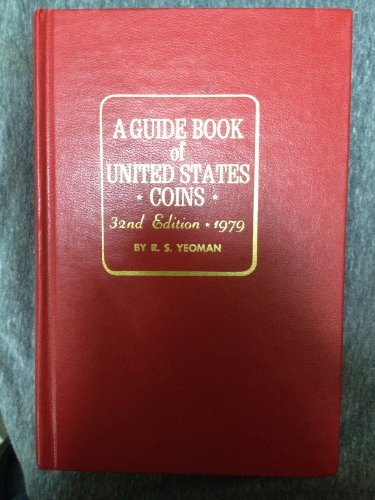 A GUIDE BOOK
of
UNITED STATES
★ COINS ★
32nd Edition ★ 1979
BY R. S. YEOMAN